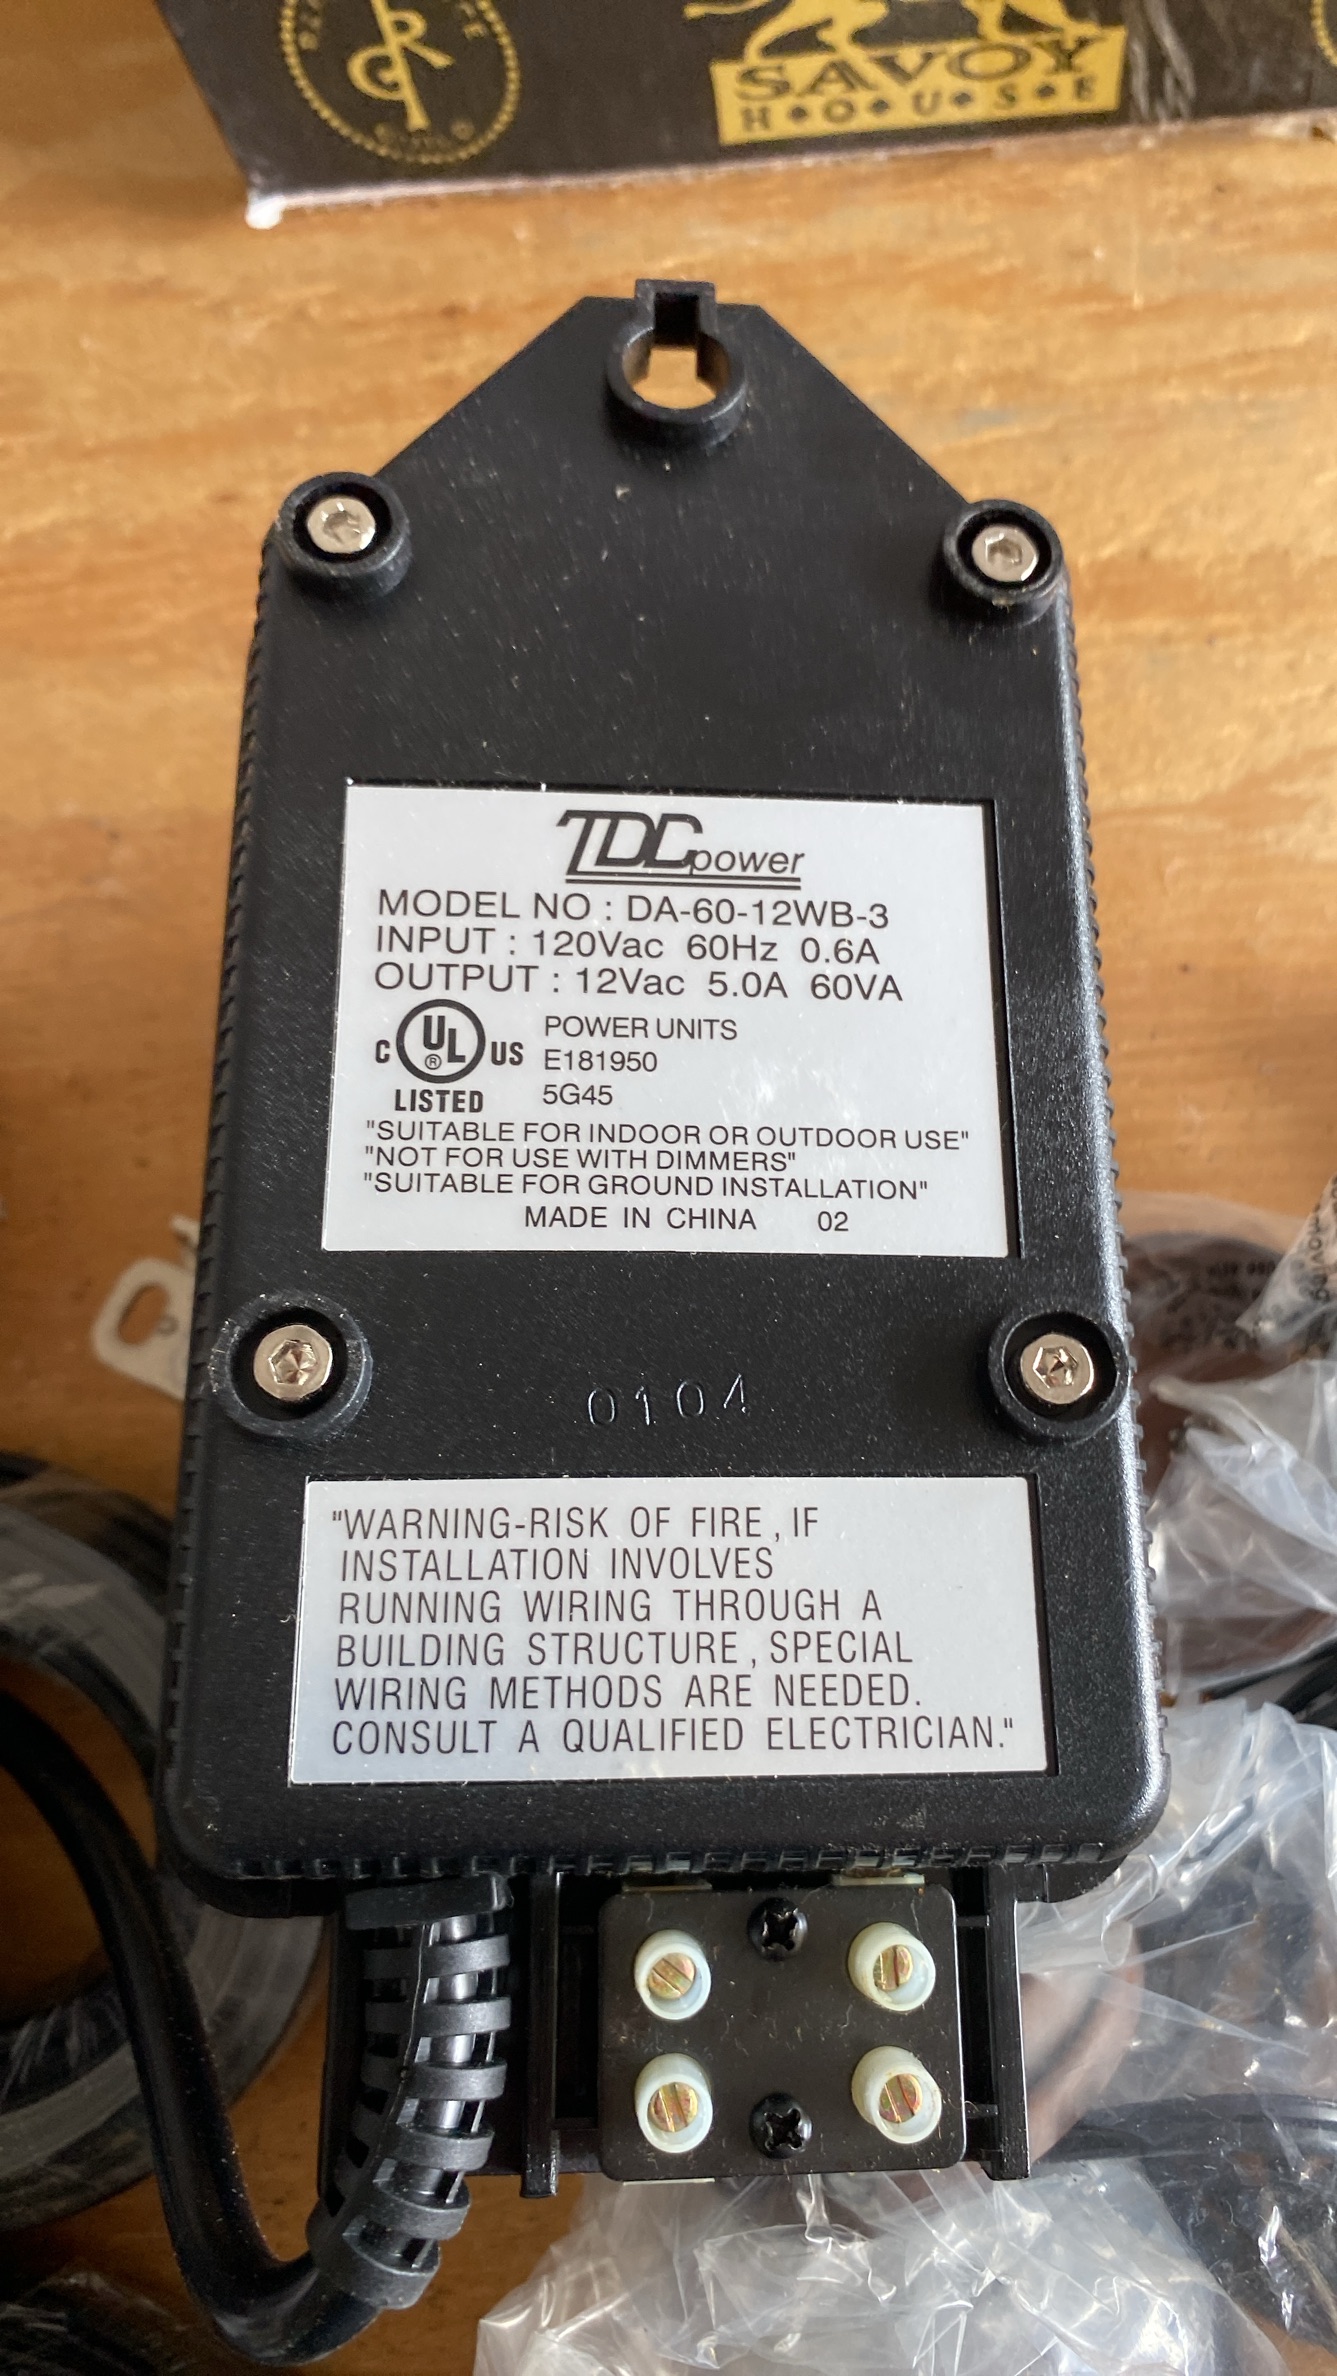 SAVOY
H•O•U•S•E
TDC power
MODEL NO : DA-60-12WB-3
INPUT : 120Vac 60Hz 0.6A
OUTPUT : 12Vac 5.0A 60VA
C UL ® US
LISTED
POWER UNITS
E181950
5G45
"SUITABLE FOR INDOOR OR OUTDOOR USE"
"NOT FOR USE WITH DIMMERS"
"SUITABLE FOR GROUND INSTALLATION"
MADE IN CHINA 02
0104
"WARNING-RISK OF FIRE, IF
INSTALLATION INVOLVES
RUNNING WIRING THROUGH A
BUILDING STRUCTURE, SPECIAL
WIRING METHODS ARE NEEDED.
CONSULT A QUALIFIED ELECTRICIAN."